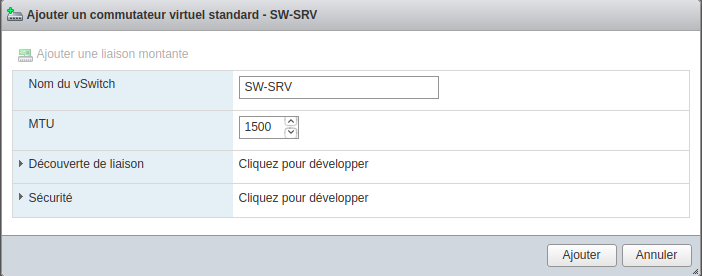 Ajouter un commutateur virtuel standard - SW-SRV
Ajouter une liaison montante
Nom du vSwitch SW-SRV
MTU 1500
Découverte de liaison Cliquez pour développer
Sécurité Cliquez pour développer
Ajouter Annuler